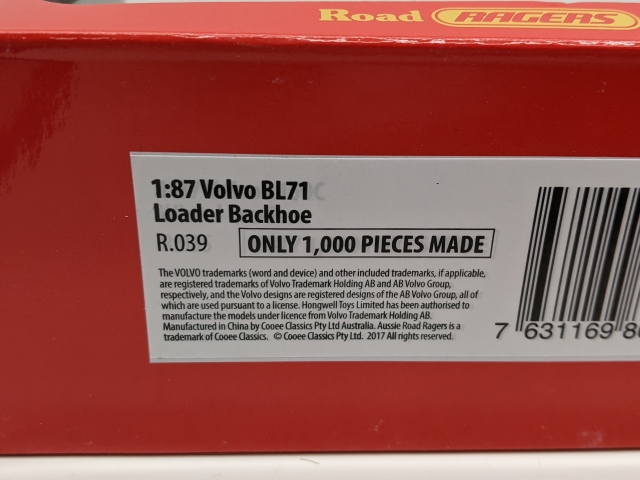 Road RAGERS
1:87 Volvo BL71
Loader Backhoe
R.039 ONLY 1,000 PIECES MADE
The VOLVO trademarks (word and device) and other included trademarks, if applicable,
are registered trademarks of Volvo Trademark Holding AB and AB Volvo Group,
respectively, and the Volvo designs are registered designs of the AB Volvo Group, all of
which are used pursuant to a license. Hongwell Toys Limited has been authorised to
manufacture the models under licence from Volvo Trademark Holding AB.
Manufactured in China by Cooee Classics Pty Ltd Australia. Aussie Road Ragers is a
trademark of Cooee Classics. © Cooee Classics Pty Ltd. 2017 All rights reserved.
7 631169 8